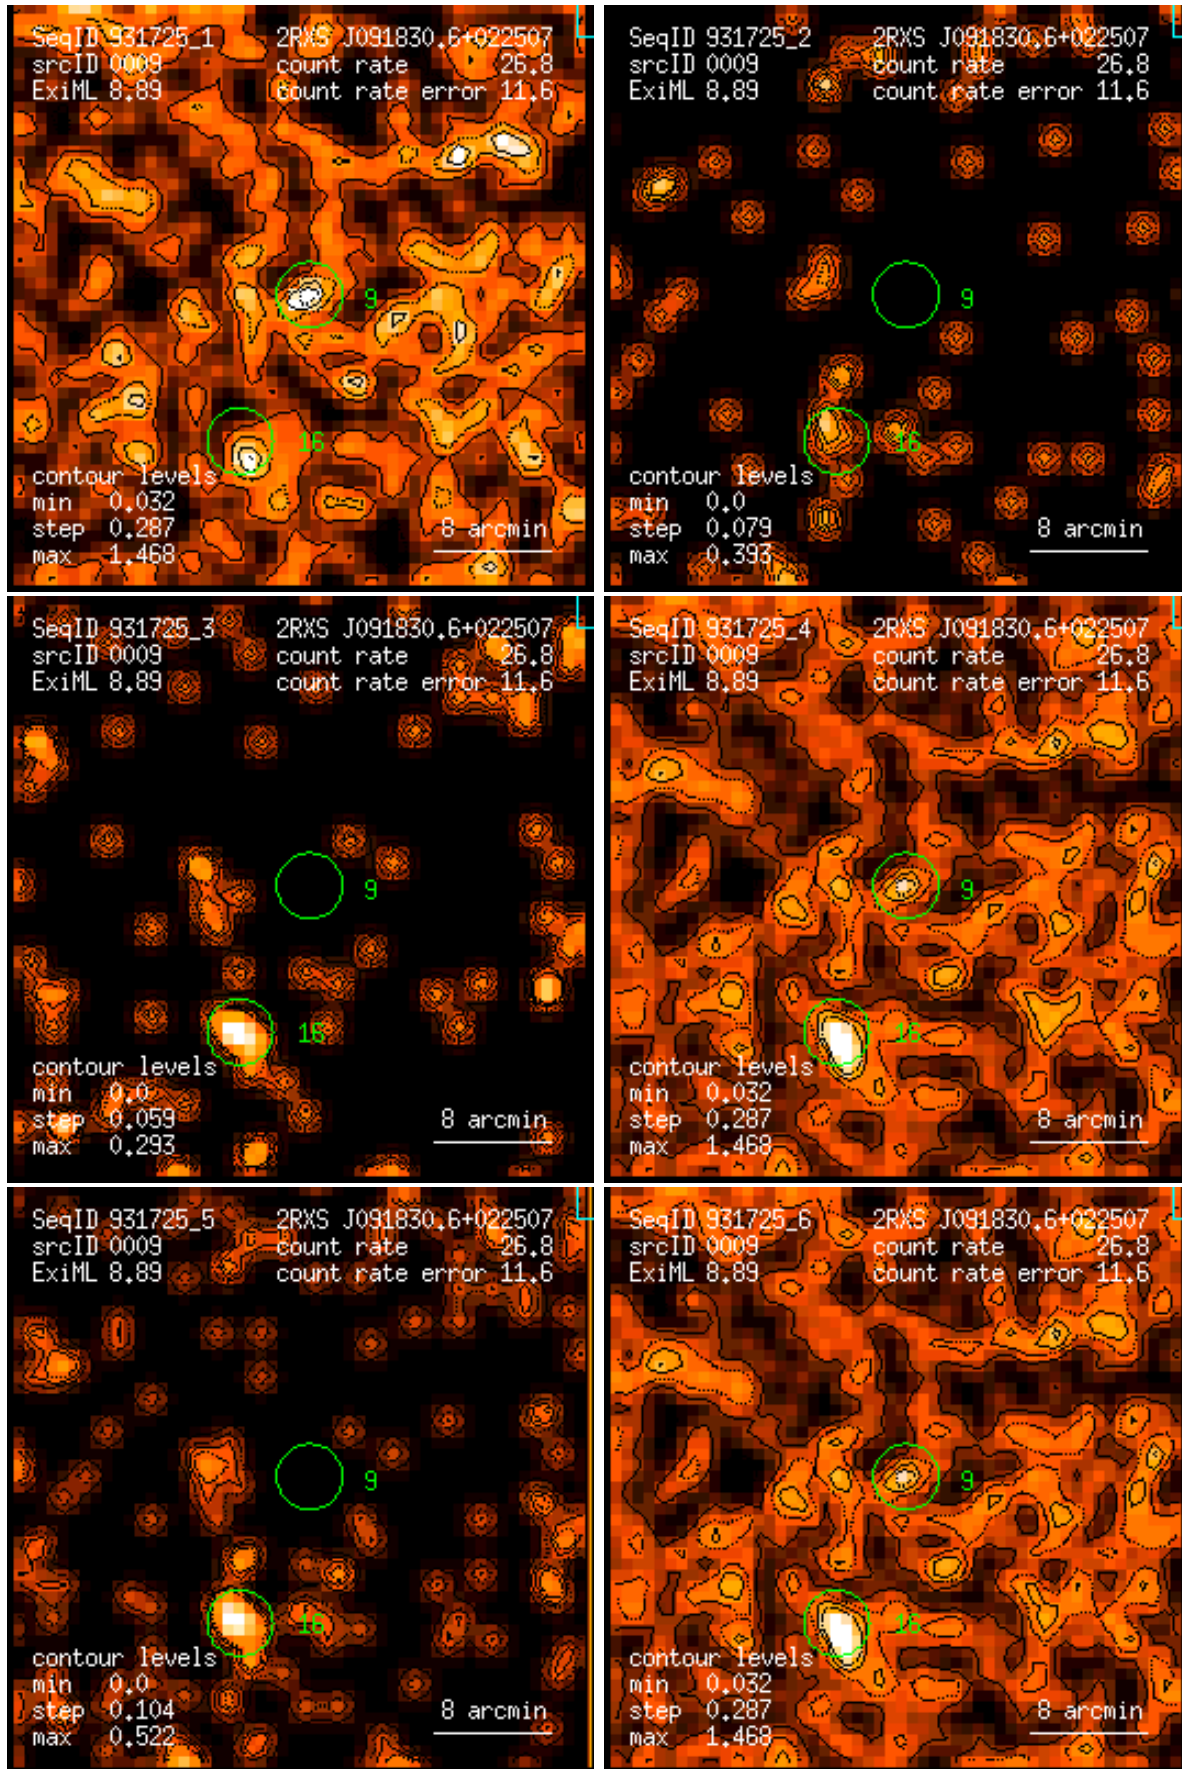 SeqID 931725_1 2RXS J091830.6+022507
srcID 0009 count rate 26.8
ExiML 8.89 count rate error 11.6
9
16
contour levels
min 0.032
step 0.287 8 arcmin
max 1.468
SeqID 931725_2 2RXS J091830.6+022507
srcID 0009 count rate 26.8
ExiML 8.89 count rate error 11.6
9
16
contour levels
min 0.0
step 0.079 8 arcmin
max 0.393
SeqID 931725_3 2RXS J091830.6+022507
srcID 0009 count rate 26.8
ExiML 8.89 count rate error 11.6
9
16
contour levels
min 0.0
step 0.059 8 arcmin
max 0.293
SeqID 931725_4 2RXS J091830.6+022507
srcID 0009 count rate 26.8
ExiML 8.89 count rate error 11.6
9
16
contour levels
min 0.032
step 0.287 8 arcmin
max 1.468
SeqID 931725_5 2RXS J091830.6+022507
srcID 0009 count rate 26.8
ExiML 8.89 count rate error 11.6
9
16
contour levels
min 0.0
step 0.104 8 arcmin
max 0.522
SeqID 931725_6 2RXS J091830.6+022507
srcID 0009 count rate 26.8
ExiML 8.89 count rate error 11.6
9
16
contour levels
min 0.032
step 0.287 8 arcmin
max 1.468